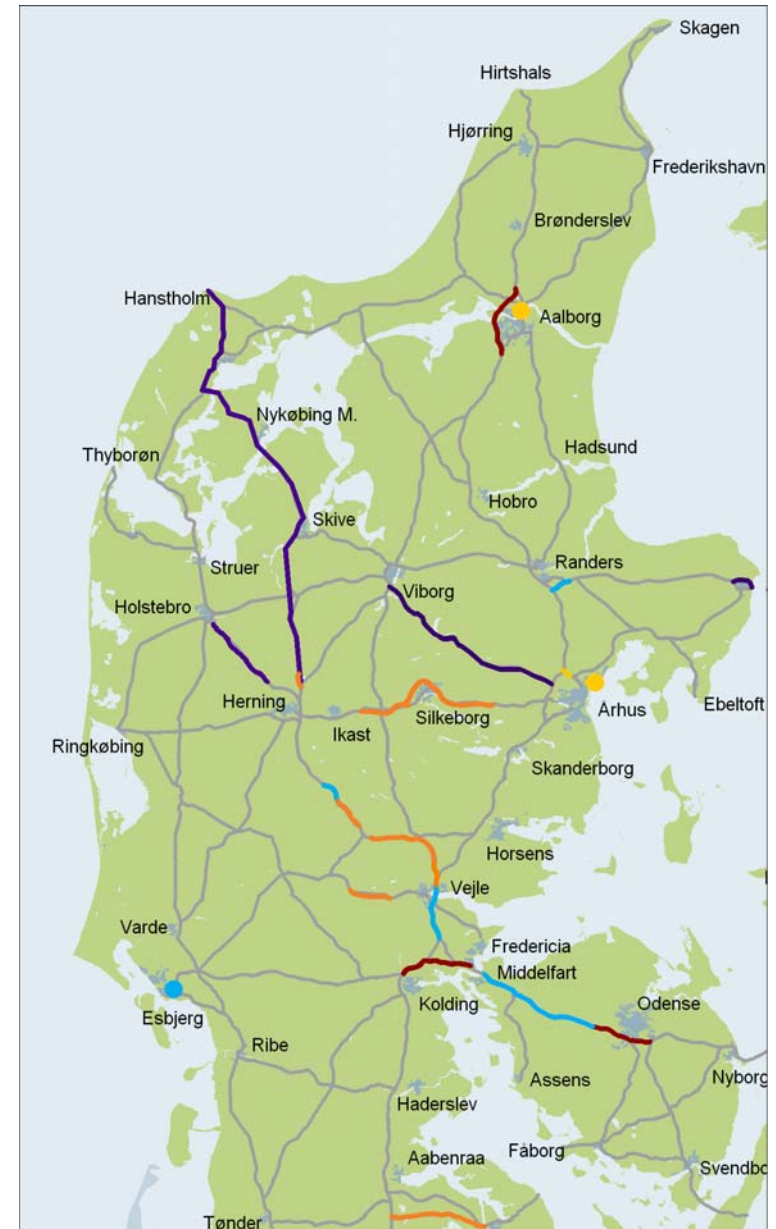 Skagen
Hirtshals
Hjørring
Frederikshavn
Brønderslev
Hanstholm
Aalborg
Nykøbing M.
Thyborøn
Hadsund
Hobro
Skive
Struer
Randers
Viborg
Holstebro
Herning
Ikast
Silkeborg
Århus
Ebeltoft
Ringkøbing
Skanderborg
Horsens
Vejle
Varde
Fredericia
Middelfart
Kolding
Odense
Esbjerg
Ribe
Assens
Nyborg
Haderslev
Fåborg
Aabenraa
Svendbo
Tønder